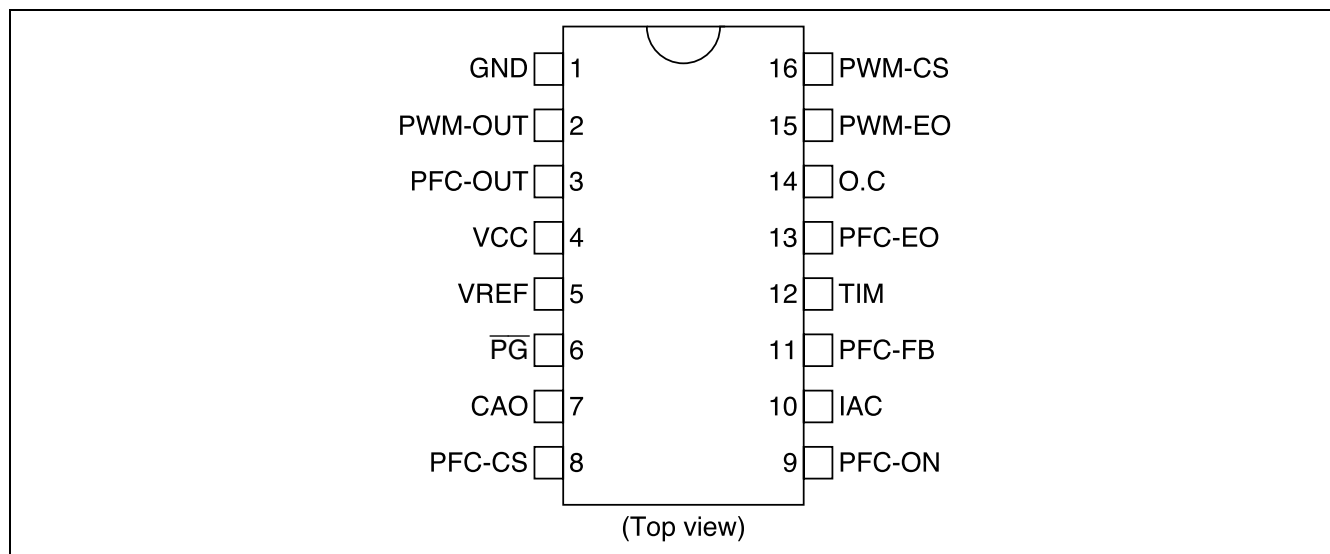 GND 1 16 PWM-CS
PWM-OUT 2 15 PWM-EO
PFC-OUT 3 14 O.C
VCC 4 13 PFC-EO
VREF 5 12 TIM
P̅G̅ 6 11 PFC-FB
CAO 7 10 IAC
PFC-CS 8 9 PFC-ON
(Top view)